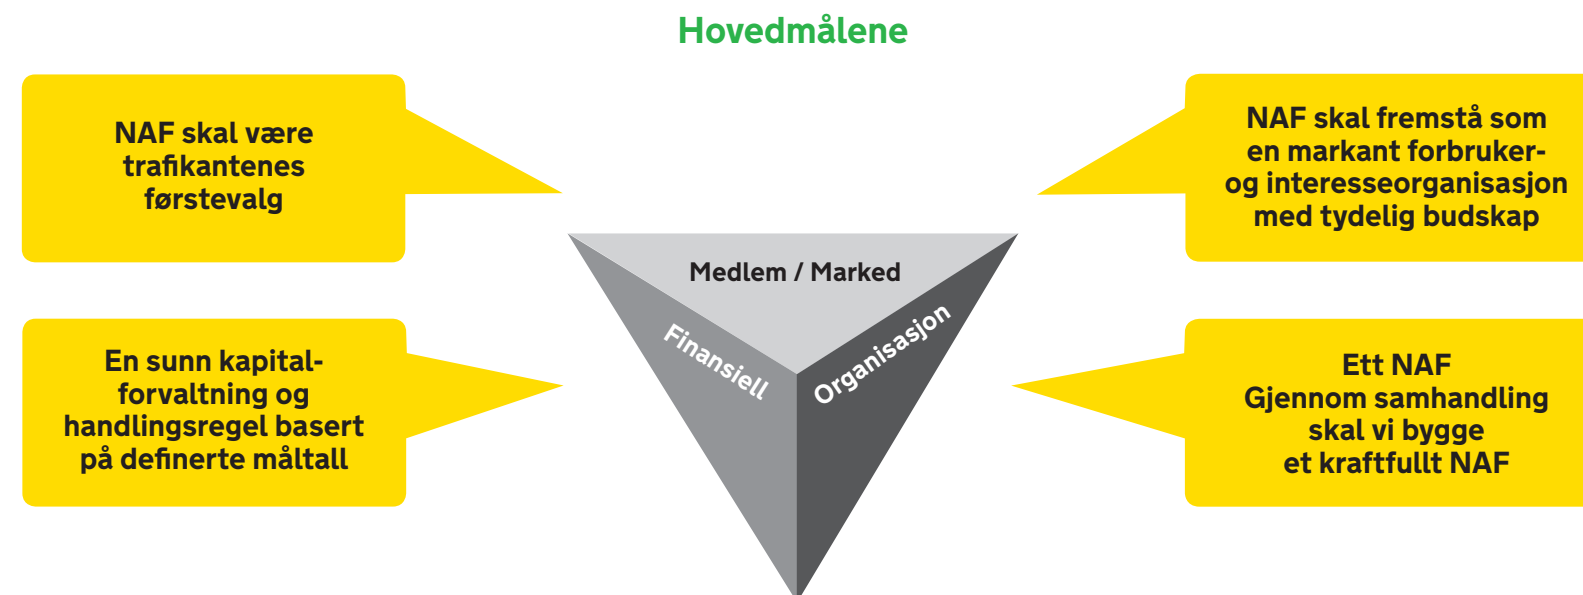 Hovedmålene
NAF skal være
trafikantenes
førstevalg
NAF skal fremstå som
en markant forbruker-
og interesseorganisasjon
med tydelig budskap
Medlem / Marked
Finansiell
Organisasjon
En sunn kapital-
forvaltning og
handlingsregel basert
på definerte måltall
Ett NAF
Gjennom samhandling
skal vi bygge
et kraftfullt NAF